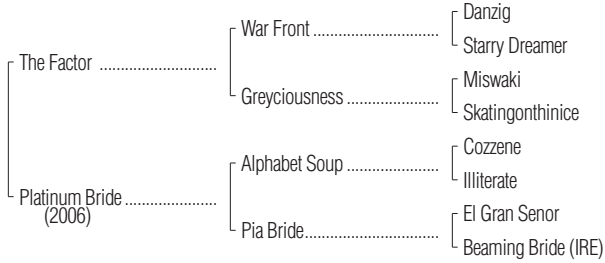 Danzig
War Front ..........................
Starry Dreamer
The Factor ........................
Miswaki
Greyciousness ...................
Skatingonthinice
Cozzene
Alphabet Soup ...................
Illiterate
Platinum Bride ...................
(2006)
El Gran Senor
Pia Bride............................
Beaming Bride (IRE)